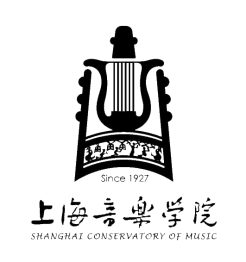 Since 1927
上海音樂学院
SHANGHAI CONSERVATORY OF MUSIC